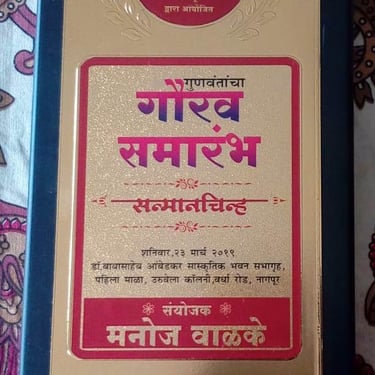 द्वारा आयोजित
गुणवंतांचा
गौरव
समारंभ
सन्मानचिन्ह
शनिवार,२३ मार्च २०१९
डॉ.बाबासाहेब आंबेडकर सांस्कृतिक भवन सभागृह,
पहिला माळा, उरुवेला कॉलनी,वर्धा रोड, नागपूर
संयोजक
मनोज वाळके